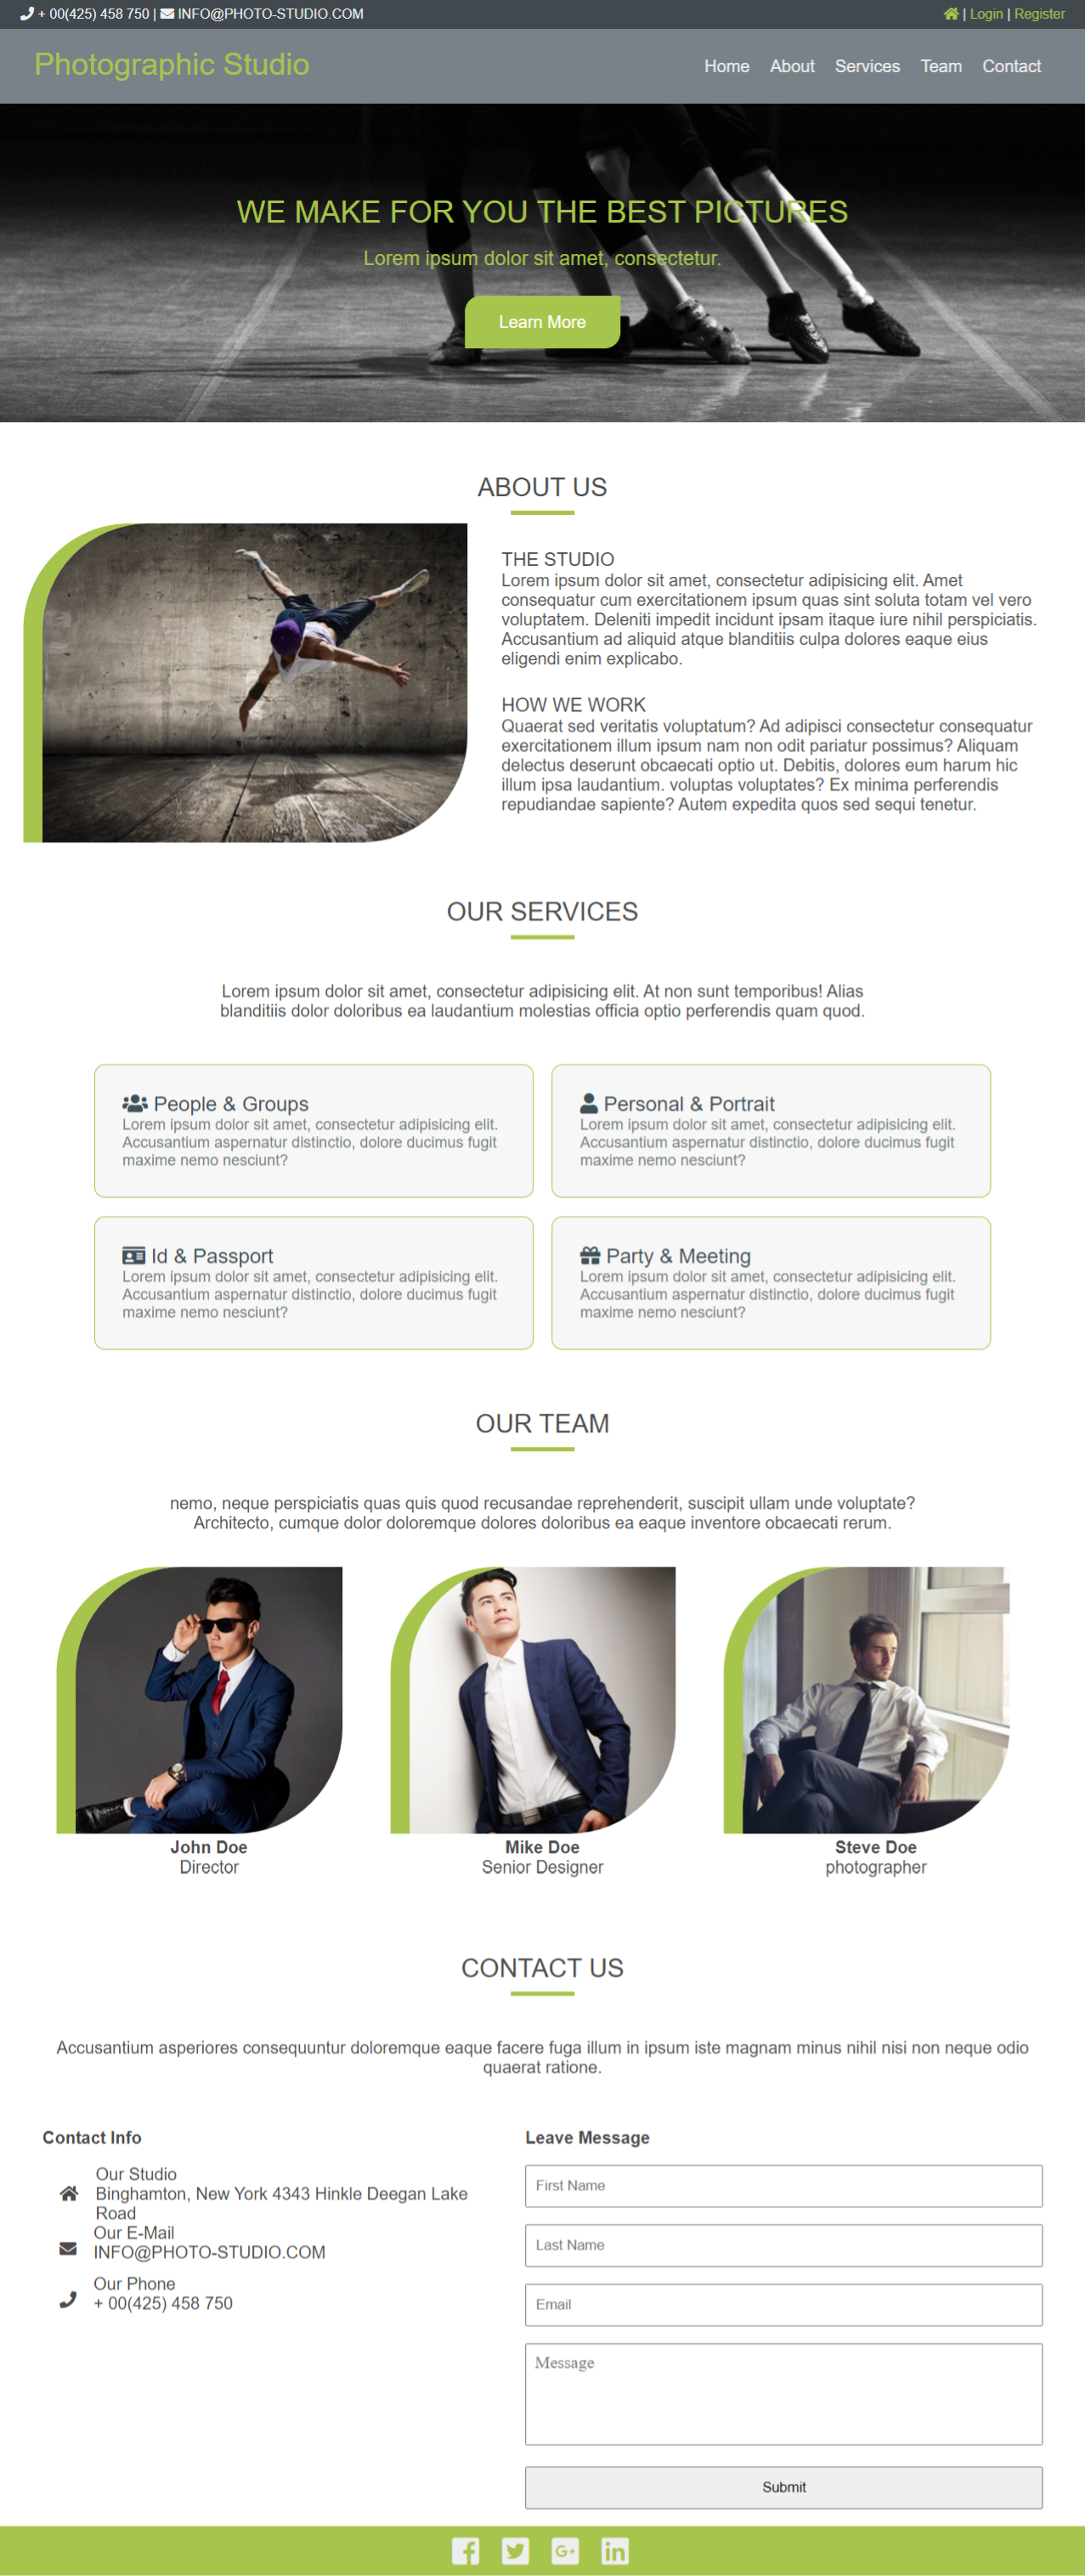 + 00(425) 458 750 | INFO@PHOTO-STUDIO.COM
| Login | Register
Photographic Studio
Home About Services Team Contact
WE MAKE FOR YOU THE BEST PICTURES
Lorem ipsum dolor sit amet, consectetur.
Learn More
ABOUT US
THE STUDIO
Lorem ipsum dolor sit amet, consectetur adipisicing elit. Amet
consequatur cum exercitationem ipsum quas sint soluta totam vel vero
voluptatem. Deleniti impedit incidunt ipsam itaque iure nihil perspiciatis.
Accusantium ad aliquid atque blanditiis culpa dolores eaque eius
eligendi enim explicabo.
HOW WE WORK
Quaerat sed veritatis voluptatum? Ad adipisci consectetur consequatur
exercitationem illum ipsum nam non odit pariatur possimus? Aliquam
delectus deserunt obcaecati optio ut. Debitis, dolores eum harum hic
illum ipsa laudantium. voluptas voluptates? Ex minima perferendis
repudiandae sapiente? Autem expedita quos sed sequi tenetur.
OUR SERVICES
Lorem ipsum dolor sit amet, consectetur adipisicing elit. At non sunt temporibus! Alias
blanditiis dolor doloribus ea laudantium molestias officia optio perferendis quam quod.
People & Groups
Lorem ipsum dolor sit amet, consectetur adipisicing elit.
Accusantium aspernatur distinctio, dolore ducimus fugit
maxime nemo nesciunt?
Personal & Portrait
Lorem ipsum dolor sit amet, consectetur adipisicing elit.
Accusantium aspernatur distinctio, dolore ducimus fugit
maxime nemo nesciunt?
Id & Passport
Lorem ipsum dolor sit amet, consectetur adipisicing elit.
Accusantium aspernatur distinctio, dolore ducimus fugit
maxime nemo nesciunt?
Party & Meeting
Lorem ipsum dolor sit amet, consectetur adipisicing elit.
Accusantium aspernatur distinctio, dolore ducimus fugit
maxime nemo nesciunt?
OUR TEAM
nemo, neque perspiciatis quas quis quod recusandae reprehenderit, suscipit ullam unde voluptate?
Architecto, cumque dolor doloremque dolores doloribus ea eaque inventore obcaecati rerum.
John Doe
Director
Mike Doe
Senior Designer
Steve Doe
photographer
CONTACT US
Accusantium asperiores consequuntur doloremque eaque facere fuga illum in ipsum iste magnam minus nihil nisi non neque odio
quaerat ratione.
Contact Info
Our Studio
Binghamton, New York 4343 Hinkle Deegan Lake
Road
Our E-Mail
INFO@PHOTO-STUDIO.COM
Our Phone
+ 00(425) 458 750
Leave Message
First Name
Last Name
Email
Message
Submit